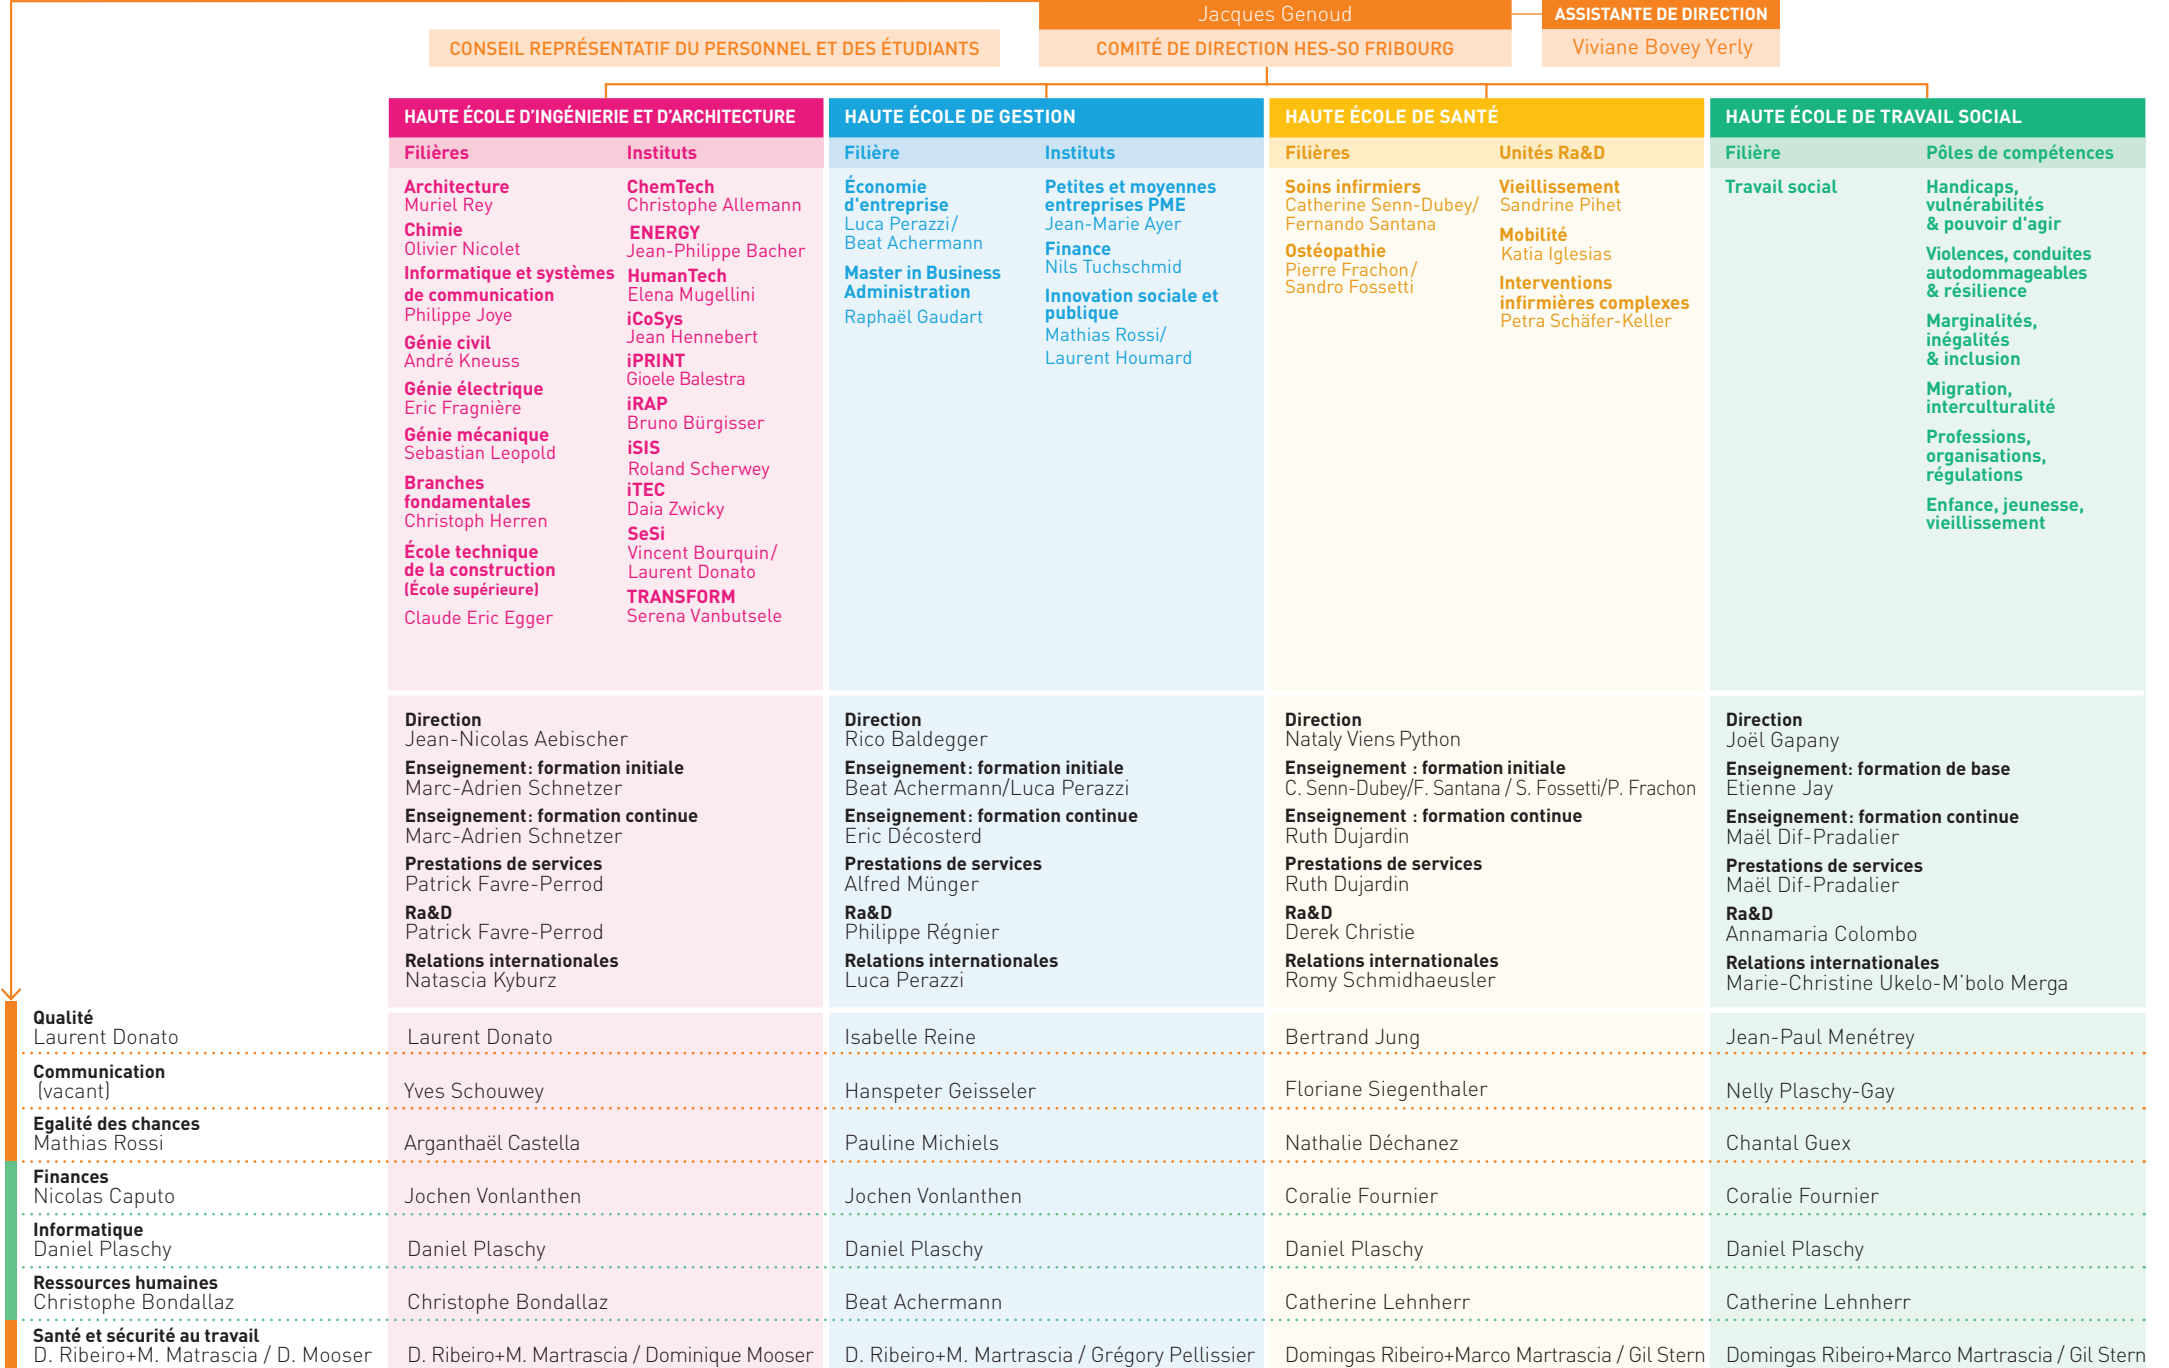 Jacques Genoud
ASSISTANTE DE DIRECTION
CONSEIL REPRÉSENTATIF DU PERSONNEL ET DES ÉTUDIANTS
COMITÉ DE DIRECTION HES-SO FRIBOURG
Viviane Bovey Yerly
HAUTE ÉCOLE D'INGÉNIERIE ET D'ARCHITECTURE
Filières
Architecture
Muriel Rey
Chimie
Olivier Nicolet
Informatique et systèmes
de communication
Philippe Joye
Génie civil
André Kneuss
Génie électrique
Eric Fragnière
Génie mécanique
Sebastian Leopold
Branches
fondamentales
Christoph Herren
École technique
de la construction
(École supérieure)
Claude Eric Egger
Instituts
ChemTech
Christophe Allemann
ENERGY
Jean-Philippe Bacher
HumanTech
Elena Mugellini
iCoSys
Jean Hennebert
iPRINT
Gioele Balestra
iRAP
Bruno Bürgisser
iSIS
Roland Scherwey
iTEC
Daia Zwicky
SeSi
Vincent Bourquin/
Laurent Donato
TRANSFORM
Serena Vanbutsele
HAUTE ÉCOLE DE GESTION
Filière
Économie
d'entreprise
Luca Perazzi/
Beat Achermann
Master in Business
Administration
Raphaël Gaudart
Instituts
Petites et moyennes
entreprises PME
Jean-Marie Ayer
Finance
Nils Tuchschmid
Innovation sociale et
publique
Mathias Rossi/
Laurent Houmard
HAUTE ÉCOLE DE SANTÉ
Filières
Soins infirmiers
Catherine Senn-Dubey/
Fernando Santana
Ostéopathie
Pierre Frachon/
Sandro Fossetti
Unités Ra&D
Vieillissement
Sandrine Pihet
Mobilité
Katia Iglesias
Interventions
infirmières complexes
Petra Schäfer-Keller
HAUTE ÉCOLE DE TRAVAIL SOCIAL
Filière
Travail social
Pôles de compétences
Handicaps,
vulnérabilités
& pouvoir d'agir
Violences, conduites
autodommageables
& résilience
Marginalités,
inégalités
& inclusion
Migration,
interculturalité
Professions,
organisations,
régulations
Enfance, jeunesse,
vieillissement
Direction
Jean-Nicolas Aebischer
Enseignement: formation initiale
Marc-Adrien Schnetzer
Enseignement: formation continue
Marc-Adrien Schnetzer
Prestations de services
Patrick Favre-Perrod
Ra&D
Patrick Favre-Perrod
Relations internationales
Natascia Kyburz
Direction
Rico Baldegger
Enseignement: formation initiale
Beat Achermann/Luca Perazzi
Enseignement: formation continue
Eric Décosterd
Prestations de services
Alfred Münger
Ra&D
Philippe Régnier
Relations internationales
Luca Perazzi
Direction
Nataly Viens Python
Enseignement : formation initiale
C. Senn-Dubey/F. Santana / S. Fossetti/P. Frachon
Enseignement : formation continue
Ruth Dujardin
Prestations de services
Ruth Dujardin
Ra&D
Derek Christie
Relations internationales
Romy Schmidhaeusler
Direction
Joël Gapany
Enseignement: formation de base
Etienne Jay
Enseignement: formation continue
Maël Dif-Pradalier
Prestations de services
Maël Dif-Pradalier
Ra&D
Annamaria Colombo
Relations internationales
Marie-Christine Ukelo-M'bolo Merga
Qualité
Laurent Donato
Laurent Donato
Isabelle Reine
Bertrand Jung
Jean-Paul Menétrey
Communication
(vacant)
Yves Schouwey
Hanspeter Geisseler
Floriane Siegenthaler
Nelly Plaschy-Gay
Egalité des chances
Mathias Rossi
Arganthaël Castella
Pauline Michiels
Nathalie Déchanez
Chantal Guex
Finances
Nicolas Caputo
Jochen Vonlanthen
Jochen Vonlanthen
Coralie Fournier
Coralie Fournier
Informatique
Daniel Plaschy
Daniel Plaschy
Daniel Plaschy
Daniel Plaschy
Daniel Plaschy
Ressources humaines
Christophe Bondallaz
Christophe Bondallaz
Beat Achermann
Catherine Lehnherr
Catherine Lehnherr
Santé et sécurité au travail
D. Ribeiro+M. Matrascia / D. Mooser
D. Ribeiro+M. Martrascia / Dominique Mooser
D. Ribeiro+M. Martrascia / Grégory Pellissier
Domingas Ribeiro+Marco Martrascia / Gil Stern
Domingas Ribeiro+Marco Martrascia / Gil Stern